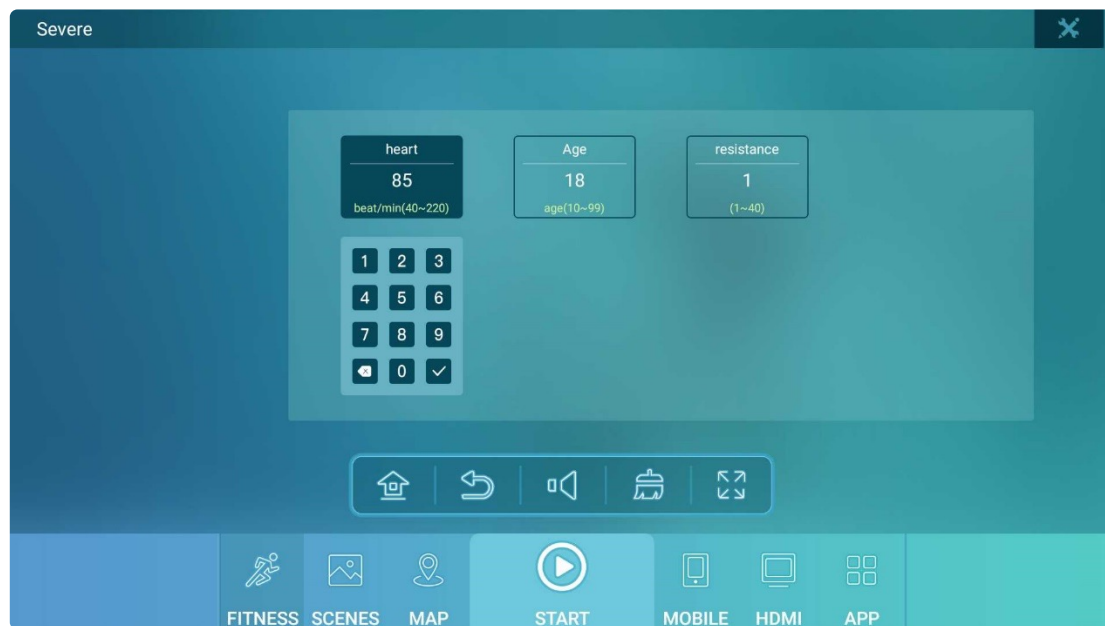 Severe
heart
Age
resistance
85
18
1
beat/min(40~220)
age(10~99)
(1~40)
1 2 3
4 5 6
7 8 9
0
FITNESS SCENES MAP START MOBILE HDMI APP